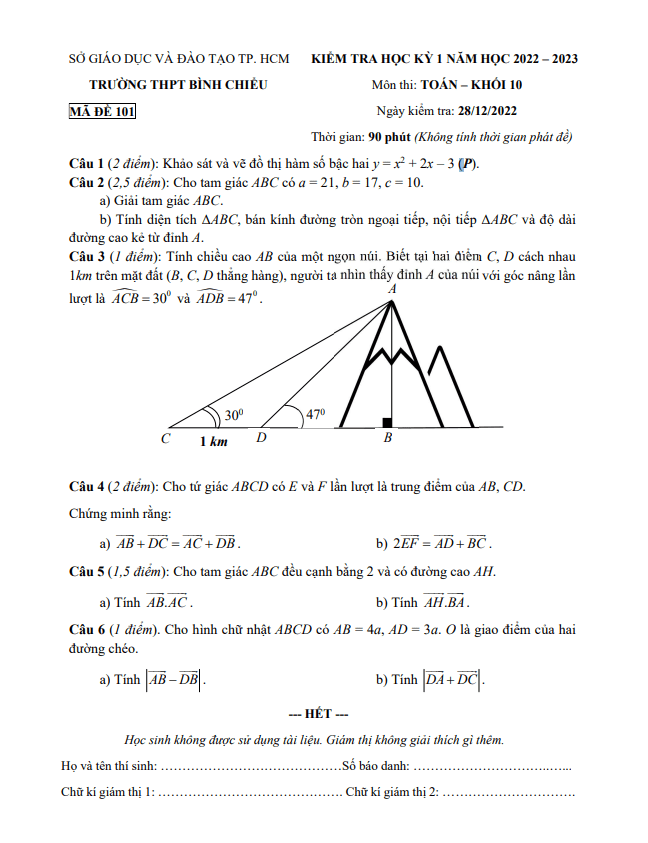 SỞ GIÁO DỤC VÀ ĐÀO TẠO TP. HCM
KIỂM TRA HỌC KỲ 1 NĂM HỌC 2022 – 2023
TRƯỜNG THPT BÌNH CHIỂU
Môn thi: TOÁN – KHỐI 10
MÃ ĐỀ 101
Ngày kiểm tra: 28/12/2022
Thời gian: 90 phút (Không tính thời gian phát đề)
Câu 1 (2 điểm): Khảo sát và vẽ đồ thị hàm số bậc hai y = x² + 2x – 3 (P).
Câu 2 (2,5 điểm): Cho tam giác ABC có a = 21, b = 17, c = 10.
a) Giải tam giác ABC.
b) Tính diện tích ΔABC, bán kính đường tròn ngoại tiếp, nội tiếp ΔABC và độ dài
đường cao kẻ từ đỉnh A.
Câu 3 (1 điểm): Tính chiều cao AB của một ngọn núi. Biết tại hai điểm C, D cách nhau
1km trên mặt đất (B, C, D thẳng hàng), người ta nhìn thấy đỉnh A của núi với góc nâng lần
lượt là $\widehat{ACB} = 30^0$ và $\widehat{ADB} = 47^0$.
A
30⁰
47⁰
C
1 km
D
B
Câu 4 (2 điểm): Cho tứ giác ABCD có E và F lần lượt là trung điểm của AB, CD.
Chứng minh rằng:
a) $\overrightarrow{AB} + \overrightarrow{DC} = \overrightarrow{AC} + \overrightarrow{DB}$.
b) $2\overrightarrow{EF} = \overrightarrow{AD} + \overrightarrow{BC}$.
Câu 5 (1,5 điểm): Cho tam giác ABC đều cạnh bằng 2 và có đường cao AH.
a) Tính $\overrightarrow{AB}.\overrightarrow{AC}$.
b) Tính $\overrightarrow{AH}.\overrightarrow{BA}$.
Câu 6 (1 điểm). Cho hình chữ nhật ABCD có AB = 4a, AD = 3a. O là giao điểm của hai
đường chéo.
a) Tính $|\overrightarrow{AB} - \overrightarrow{DB}|$.
b) Tính $|\overrightarrow{DA} + \overrightarrow{DC}|$.
--- HẾT ---
Học sinh không được sử dụng tài liệu. Giám thị không giải thích gì thêm.
Họ và tên thí sinh: ……………………………………Số báo danh: ……………………………...
Chữ kí giám thị 1: …………………………………… Chữ kí giám thị 2: ………………………….